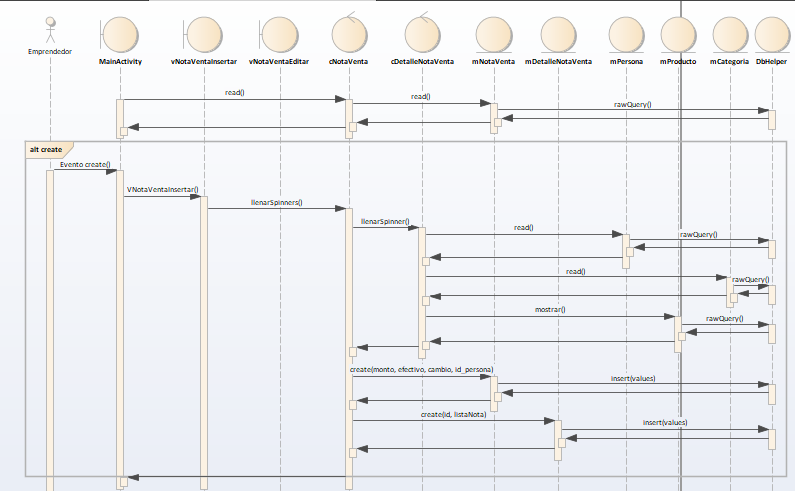 Emprendedor
MainActivity
vNotaVentaInsertar
vNotaVentaEditar
cNotaVenta
cDetalleNotaVenta
mNotaVenta
mDetalleNotaVenta
mPersona
mProducto
mCategoria
DbHelper
read()
read()
rawQuery()
alt create
Evento create()
VNotaVentaInsertar()
llenarSpinners()
llenarSpinner()
read()
rawQuery()
read()
rawQuery()
mostrar()
rawQuery()
create(monto, efectivo, cambio, id_persona)
insert(values)
create(id, listaNota)
insert(values)